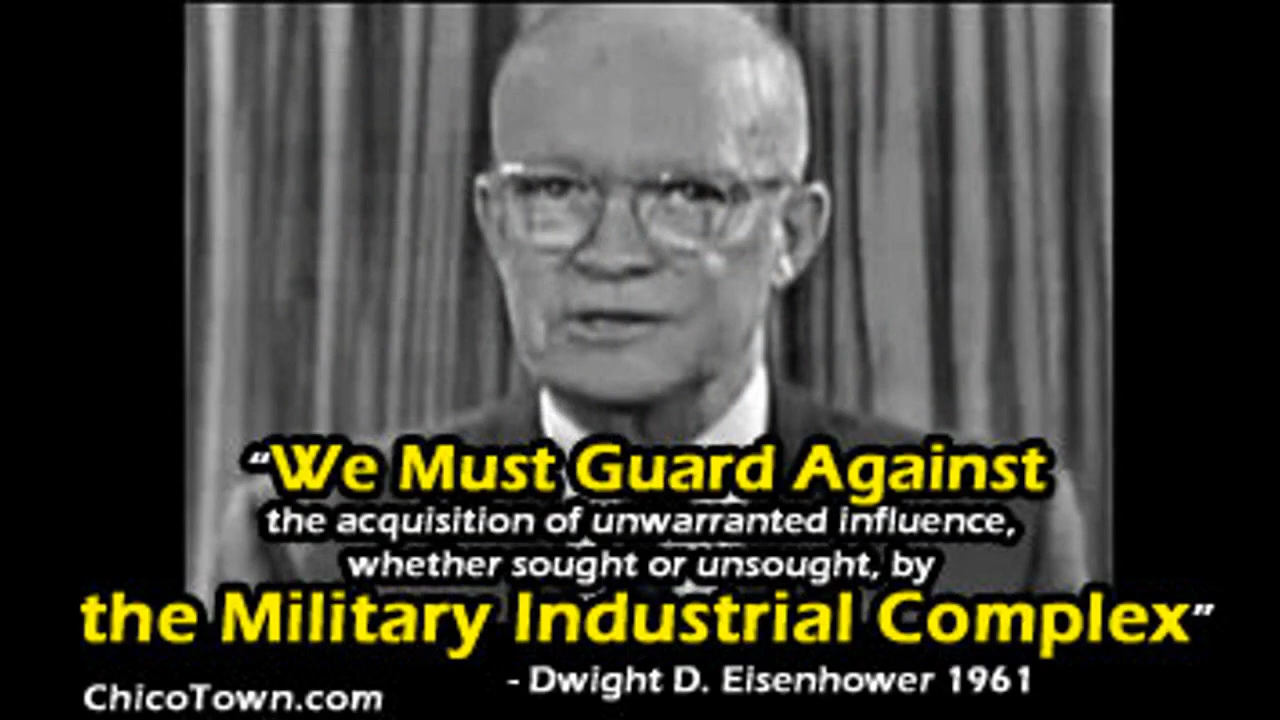 “We Must Guard Against
the acquisition of unwarranted influence,
whether sought or unsought, by
the Military Industrial Complex”
- Dwight D. Eisenhower 1961
ChicoTown.com